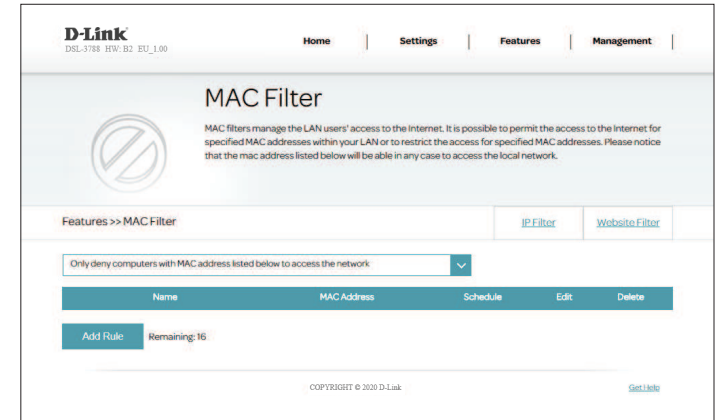 D-Link
DSL-3788 HW: B2 EU_1.00
Home Settings Features Management
MAC Filter
MAC filters manage the LAN users' access to the Internet. It is possible to permit the access to the Internet for
specified MAC addresses within your LAN or to restrict the access for specified MAC addresses. Please notice
that the mac address listed below will be able in any case to access the local network.
Features >> MAC Filter IP Filter Website Filter
Only deny computers with MAC address listed below to access the network
Name MAC Address Schedule Edit Delete
Add Rule Remaining: 16
COPYRIGHT © 2020 D-Link Get Help